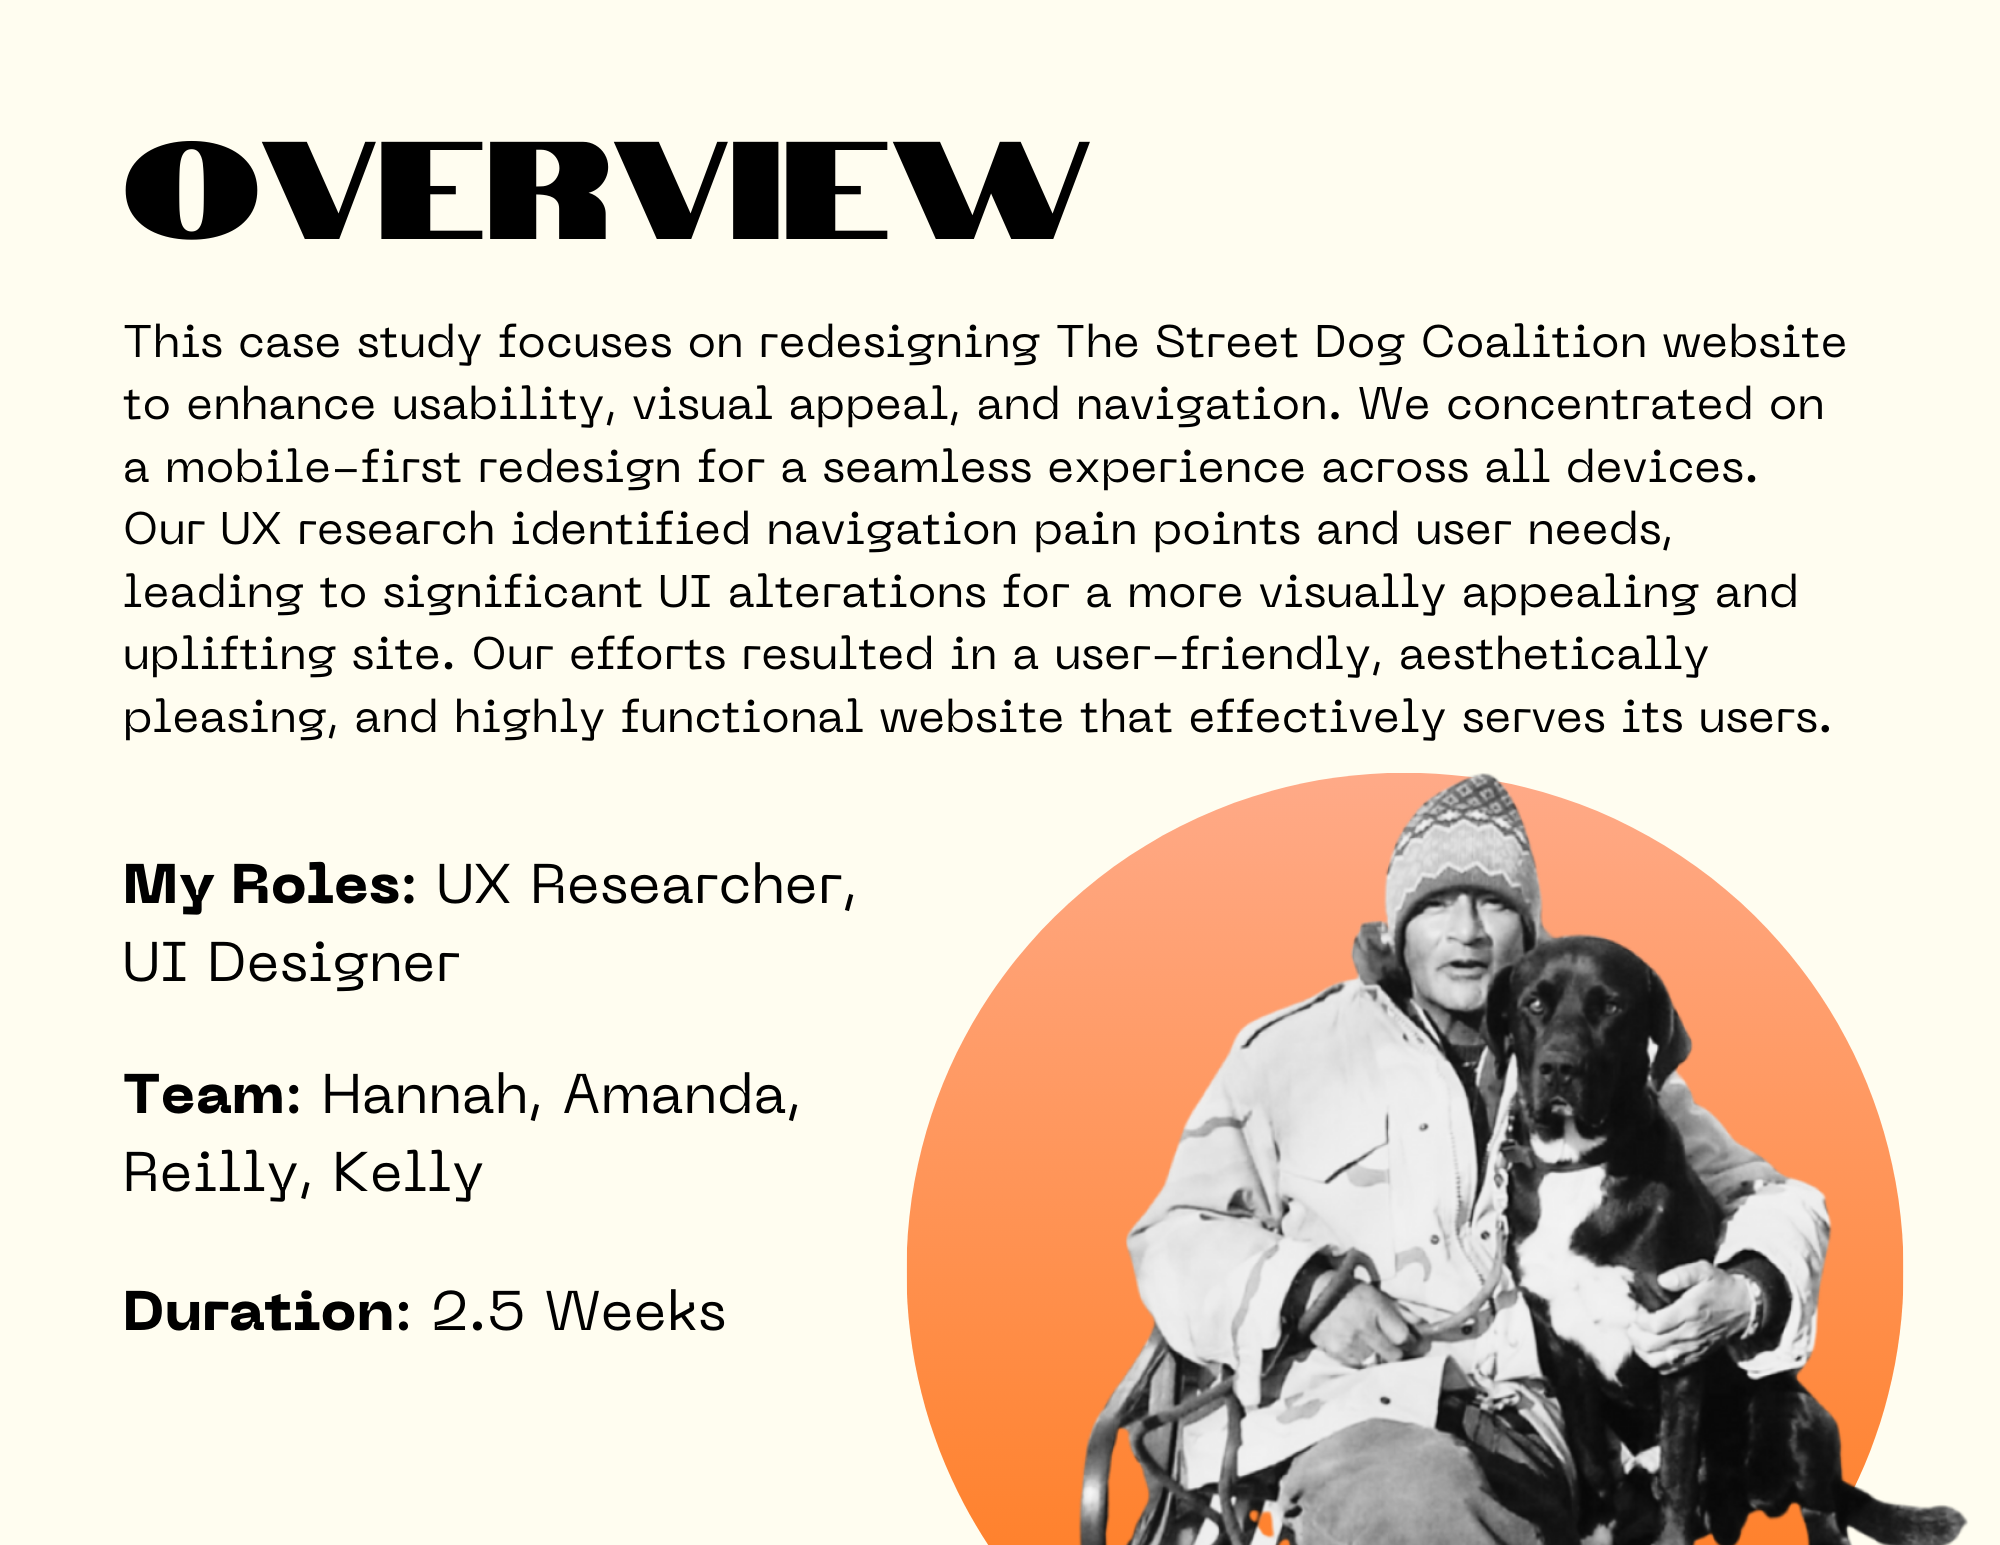 OVERVIEW
This case study focuses on redesigning The Street Dog Coalition website
to enhance usability, visual appeal, and navigation. We concentrated on
a mobile-first redesign for a seamless experience across all devices.
Our UX research identified navigation pain points and user needs,
leading to significant UI alterations for a more visually appealing and
uplifting site. Our efforts resulted in a user-friendly, aesthetically
pleasing, and highly functional website that effectively serves its users.
My Roles: UX Researcher,
UI Designer
Team: Hannah, Amanda,
Reilly, Kelly
Duration: 2.5 Weeks